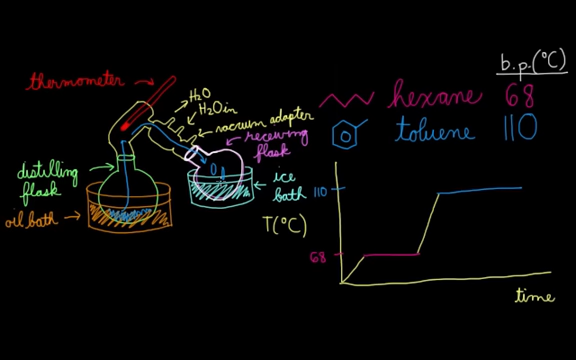 thermometer
H2O
H2O in
vacuum adapter
receiving
flask
distilling
flask
oil bath
ice
bath
b.p.(°C)
hexane 68
toluene 110
110
T(°C)
68
time